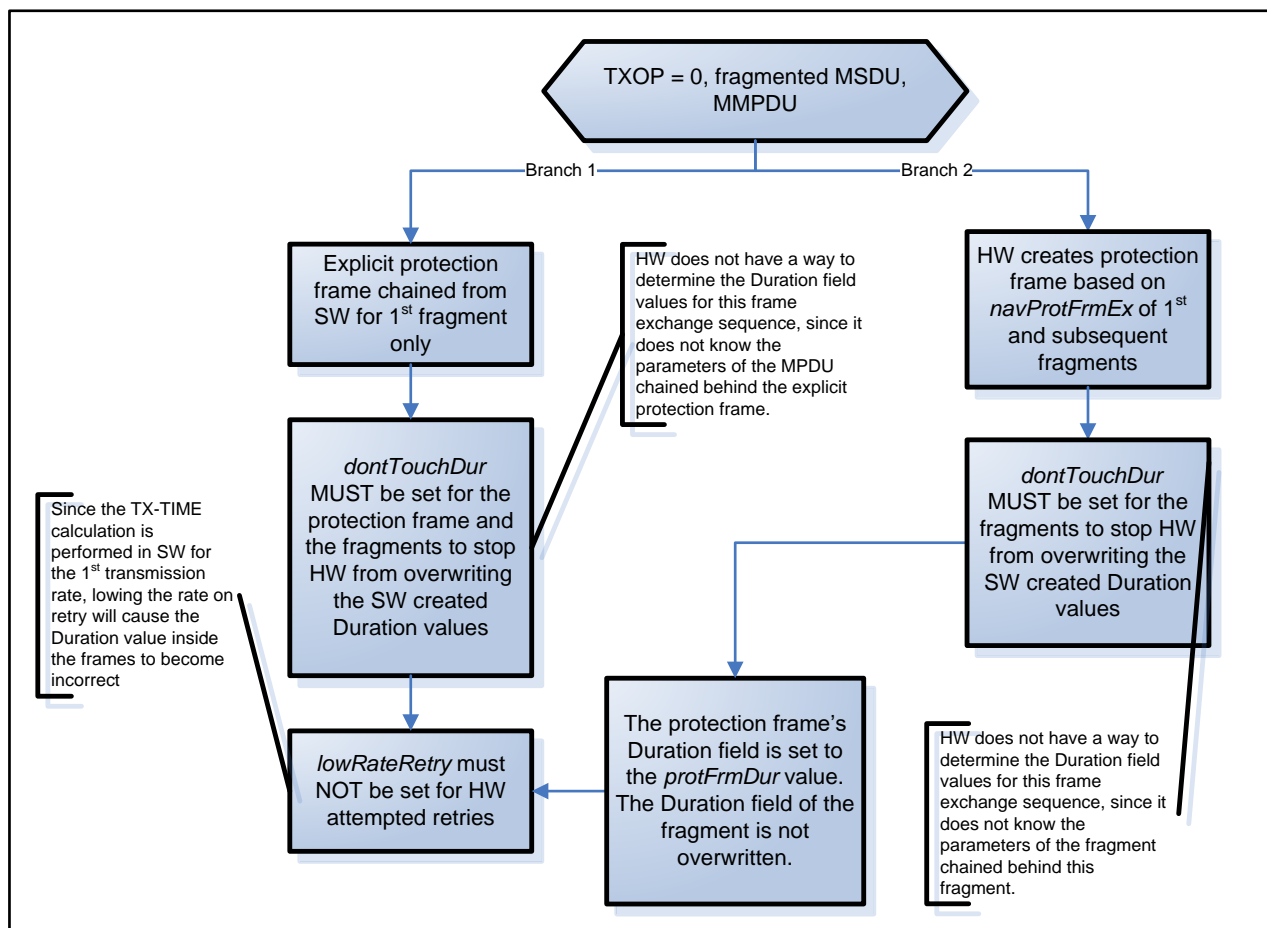 TXOP = 0, fragmented MSDU,
MMPDU
Branch 1
Branch 2
Explicit protection
frame chained from
SW for 1st fragment
only
HW does not have a way to
determine the Duration field
values for this frame
exchange sequence, since it
does not know the
parameters of the MPDU
chained behind the explicit
protection frame.
HW creates protection
frame based on
navProtFrmEx of 1st
and subsequent
fragments
dontTouchDur
MUST be set for the
protection frame and
the fragments to stop
HW from overwriting
the SW created
Duration values
dontTouchDur
MUST be set for the
fragments to stop HW
from overwriting the
SW created Duration
values
Since the TX-TIME
calculation is
performed in SW for
the 1st transmission
rate, lowing the rate on
retry will cause the
Duration value inside
the frames to become
incorrect
lowRateRetry must
NOT be set for HW
attempted retries
The protection frame’s
Duration field is set to
the protFrmDur value.
The Duration field of the
fragment is not
overwritten.
HW does not have a way to
determine the Duration field
values for this frame
exchange sequence, since it
does not know the
parameters of the fragment
chained behind this
fragment.